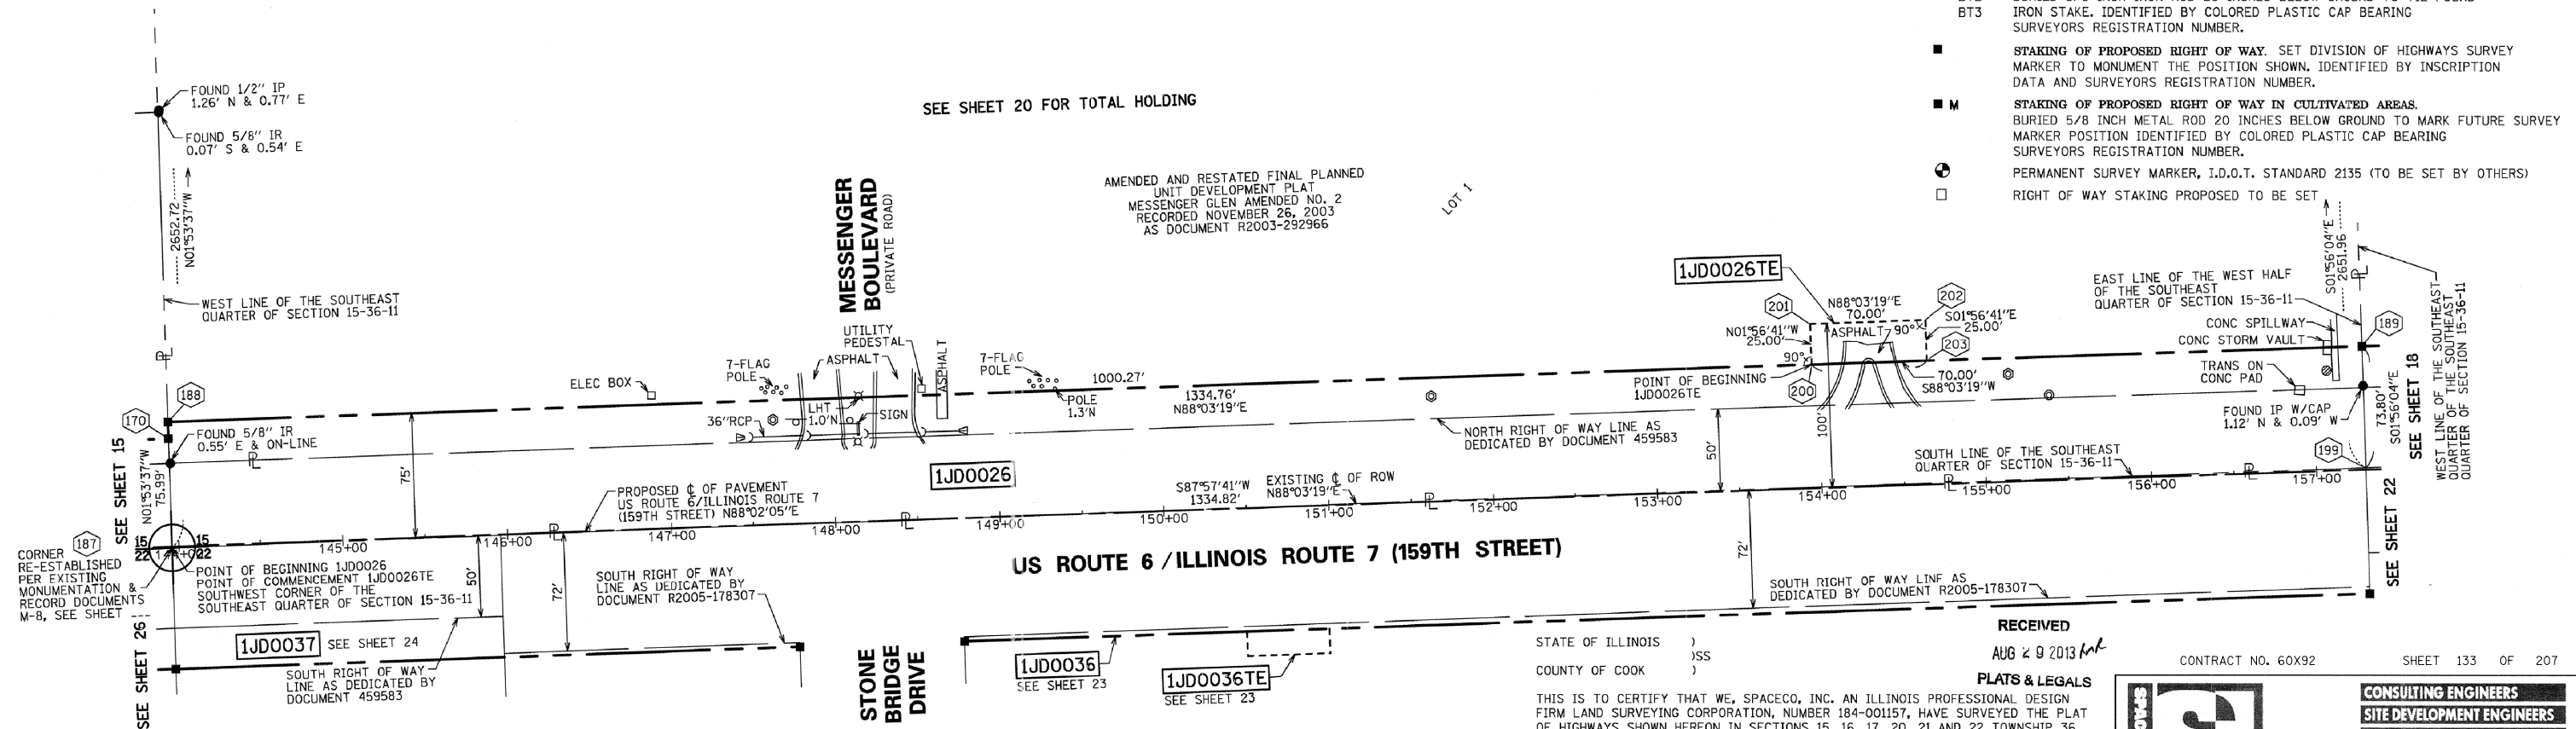 BT3 IRON STAKE. IDENTIFIED BY COLORED PLASTIC CAP BEARING
SURVEYORS REGISTRATION NUMBER.
■ STAKING OF PROPOSED RIGHT OF WAY. SET DIVISION OF HIGHWAYS SURVEY
MARKER TO MONUMENT THE POSITION SHOWN. IDENTIFIED BY INSCRIPTION
DATA AND SURVEYORS REGISTRATION NUMBER.
■ M STAKING OF PROPOSED RIGHT OF WAY IN CULTIVATED AREAS.
BURIED 5/8 INCH METAL ROD 20 INCHES BELOW GROUND TO MARK FUTURE SURVEY
MARKER POSITION IDENTIFIED BY COLORED PLASTIC CAP BEARING
SURVEYORS REGISTRATION NUMBER.
PERMANENT SURVEY MARKER, I.D.O.T. STANDARD 2135 (TO BE SET BY OTHERS)
□ RIGHT OF WAY STAKING PROPOSED TO BE SET
FOUND 1/2" IP
1.26' N & 0.77' E
FOUND 5/8" IR
0.07' S & 0.54' E
2652.72
N01°53'37"W
WEST LINE OF THE SOUTHEAST
QUARTER OF SECTION 15-36-11
SEE SHEET 20 FOR TOTAL HOLDING
MESSENGER
BOULEVARD
(PRIVATE ROAD)
AMENDED AND RESTATED FINAL PLANNED
UNIT DEVELOPMENT PLAT
MESSENGER GLEN AMENDED NO. 2
RECORDED NOVEMBER 26, 2003
AS DOCUMENT R2003-292966
LOT 1
1JD0026TE
201
N88°03'19"E
70.00'
202
N01°56'41"W
25.00'
ASPHALT
90°
S01°56'41"E
25.00'
203
90°
POINT OF BEGINNING
1JD0026TE
200
70.00'
S88°03'19"W
EAST LINE OF THE WEST HALF
OF THE SOUTHEAST
QUARTER OF SECTION 15-36-11
S01°56'04"E
2651.96
CONC SPILLWAY
CONC STORM VAULT
189
TRANS ON
CONC PAD
FOUND IP W/CAP
1.12' N & 0.09' W
73.80'
S01°56'04"E
SEE SHEET 18
WEST LINE OF THE SOUTHEAST
QUARTER OF THE SOUTHEAST
QUARTER OF SECTION 15-36-11
199
SEE SHEET 22
UTILITY
PEDESTAL
ASPHALT
ASPHALT
7-FLAG
POLE
7-FLAG
POLE
ELEC BOX
LHT
1.0'N
SIGN
36"RCP
POLE
1.3'N
1000.27'
1334.76'
N88°03'19"E
188
170
FOUND 5/8" IR
0.55' E & ON-LINE
SEE SHEET 15
N01°53'37"W
75.99'
75'
1JD0026
NORTH RIGHT OF WAY LINE AS
DEDICATED BY DOCUMENT 459583
50'
100'
SOUTH LINE OF THE SOUTHEAST
QUARTER OF SECTION 15-36-11
PROPOSED ℄ OF PAVEMENT
US ROUTE 6/ILLINOIS ROUTE 7
(159TH STREET) N88°02'05"E
S87°57'41"W
1334.82'
EXISTING ℄ OF ROW
N88°03'19"E
145+00
146+00
147+00
148+00
149+00
150+00
151+00
152+00
153+00
154+00
155+00
156+00
157+00
187
15 15
22 22
CORNER
RE-ESTABLISHED
PER EXISTING
MONUMENTATION &
RECORD DOCUMENTS
M-8, SEE SHEET ---
POINT OF BEGINNING 1JD0026
POINT OF COMMENCEMENT 1JD0026TE
SOUTHWEST CORNER OF THE
SOUTHEAST QUARTER OF SECTION 15-36-11
50'
72'
72'
US ROUTE 6 / ILLINOIS ROUTE 7 (159TH STREET)
SOUTH RIGHT OF WAY
LINE AS DEDICATED BY
DOCUMENT R2005-178307
SOUTH RIGHT OF WAY LINE AS
DEDICATED BY DOCUMENT R2005-178307
SEE SHEET 26
1JD0037 SEE SHEET 24
SOUTH RIGHT OF WAY
LINE AS DEDICATED BY
DOCUMENT 459583
STONE
BRIDGE
DRIVE
1JD0036
SEE SHEET 23
1JD0036TE
SEE SHEET 23
STATE OF ILLINOIS )
)SS
COUNTY OF COOK )
RECEIVED
AUG 29 2013
PLATS & LEGALS
THIS IS TO CERTIFY THAT WE, SPACECO, INC. AN ILLINOIS PROFESSIONAL DESIGN
FIRM LAND SURVEYING CORPORATION, NUMBER 184-001157, HAVE SURVEYED THE PLAT
OF HIGHWAYS SHOWN HEREON IN SECTIONS 15, 16, 17, 20, 21 AND 22 TOWNSHIP 36
CONTRACT NO. 60X92
SHEET 133 OF 207
CONSULTING ENGINEERS
SITE DEVELOPMENT ENGINEERS